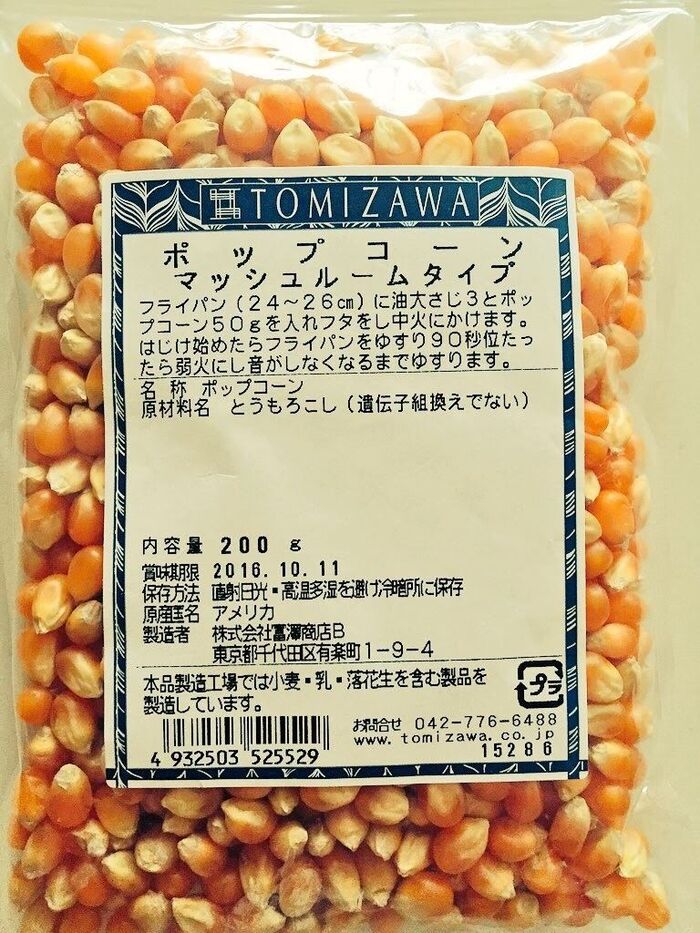 TOMIZAWA
ポップコーン
マッシュルームタイプ
フライパン（24～26㎝）に油大さじ3とポッ
プコーン50gを入れフタをし中火にかけます。
はじけ始めたらフライパンをゆすり90秒位たっ
たら弱火にし音がしなくなるまでゆすります。
名 称 ポップコーン
原材料名 とうもろこし（遺伝子組換えでない）
内容量 200 g
賞味期限 2016.10.11
保存方法 直射日光・高温多湿を避け冷暗所に保存
原産国名 アメリカ
製造者 株式会社富澤商店B
東京都千代田区有楽町1-9-4
本品製造工場では小麦・乳・落花生を含む製品を
製造しています。
プラ
お問合せ 042-776-6488
www.tomizawa.co.jp
15286
4 932503 525529